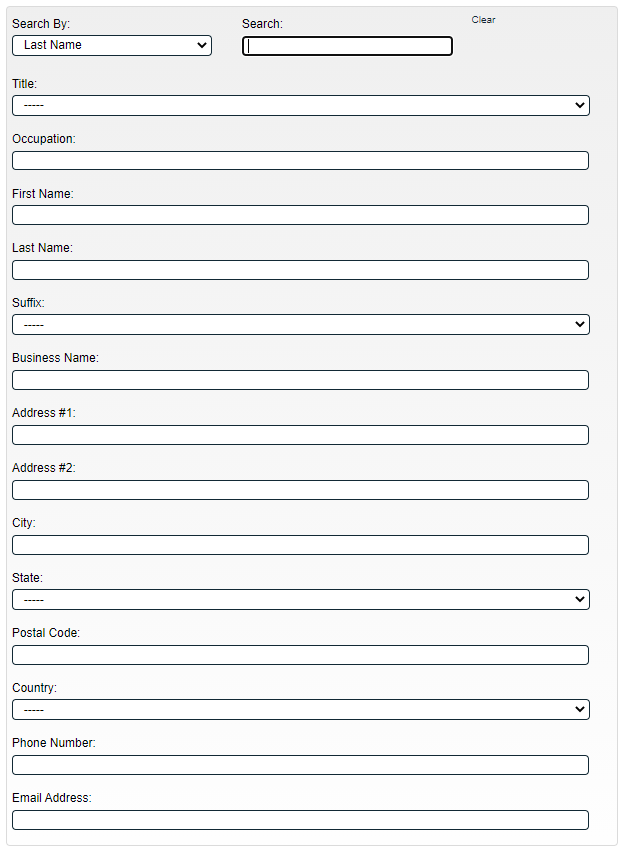 Search By: Search: Clear
Last Name
Title:
-----
Occupation:
First Name:
Last Name:
Suffix:
-----
Business Name:
Address #1:
Address #2:
City:
State:
-----
Postal Code:
Country:
-----
Phone Number:
Email Address: